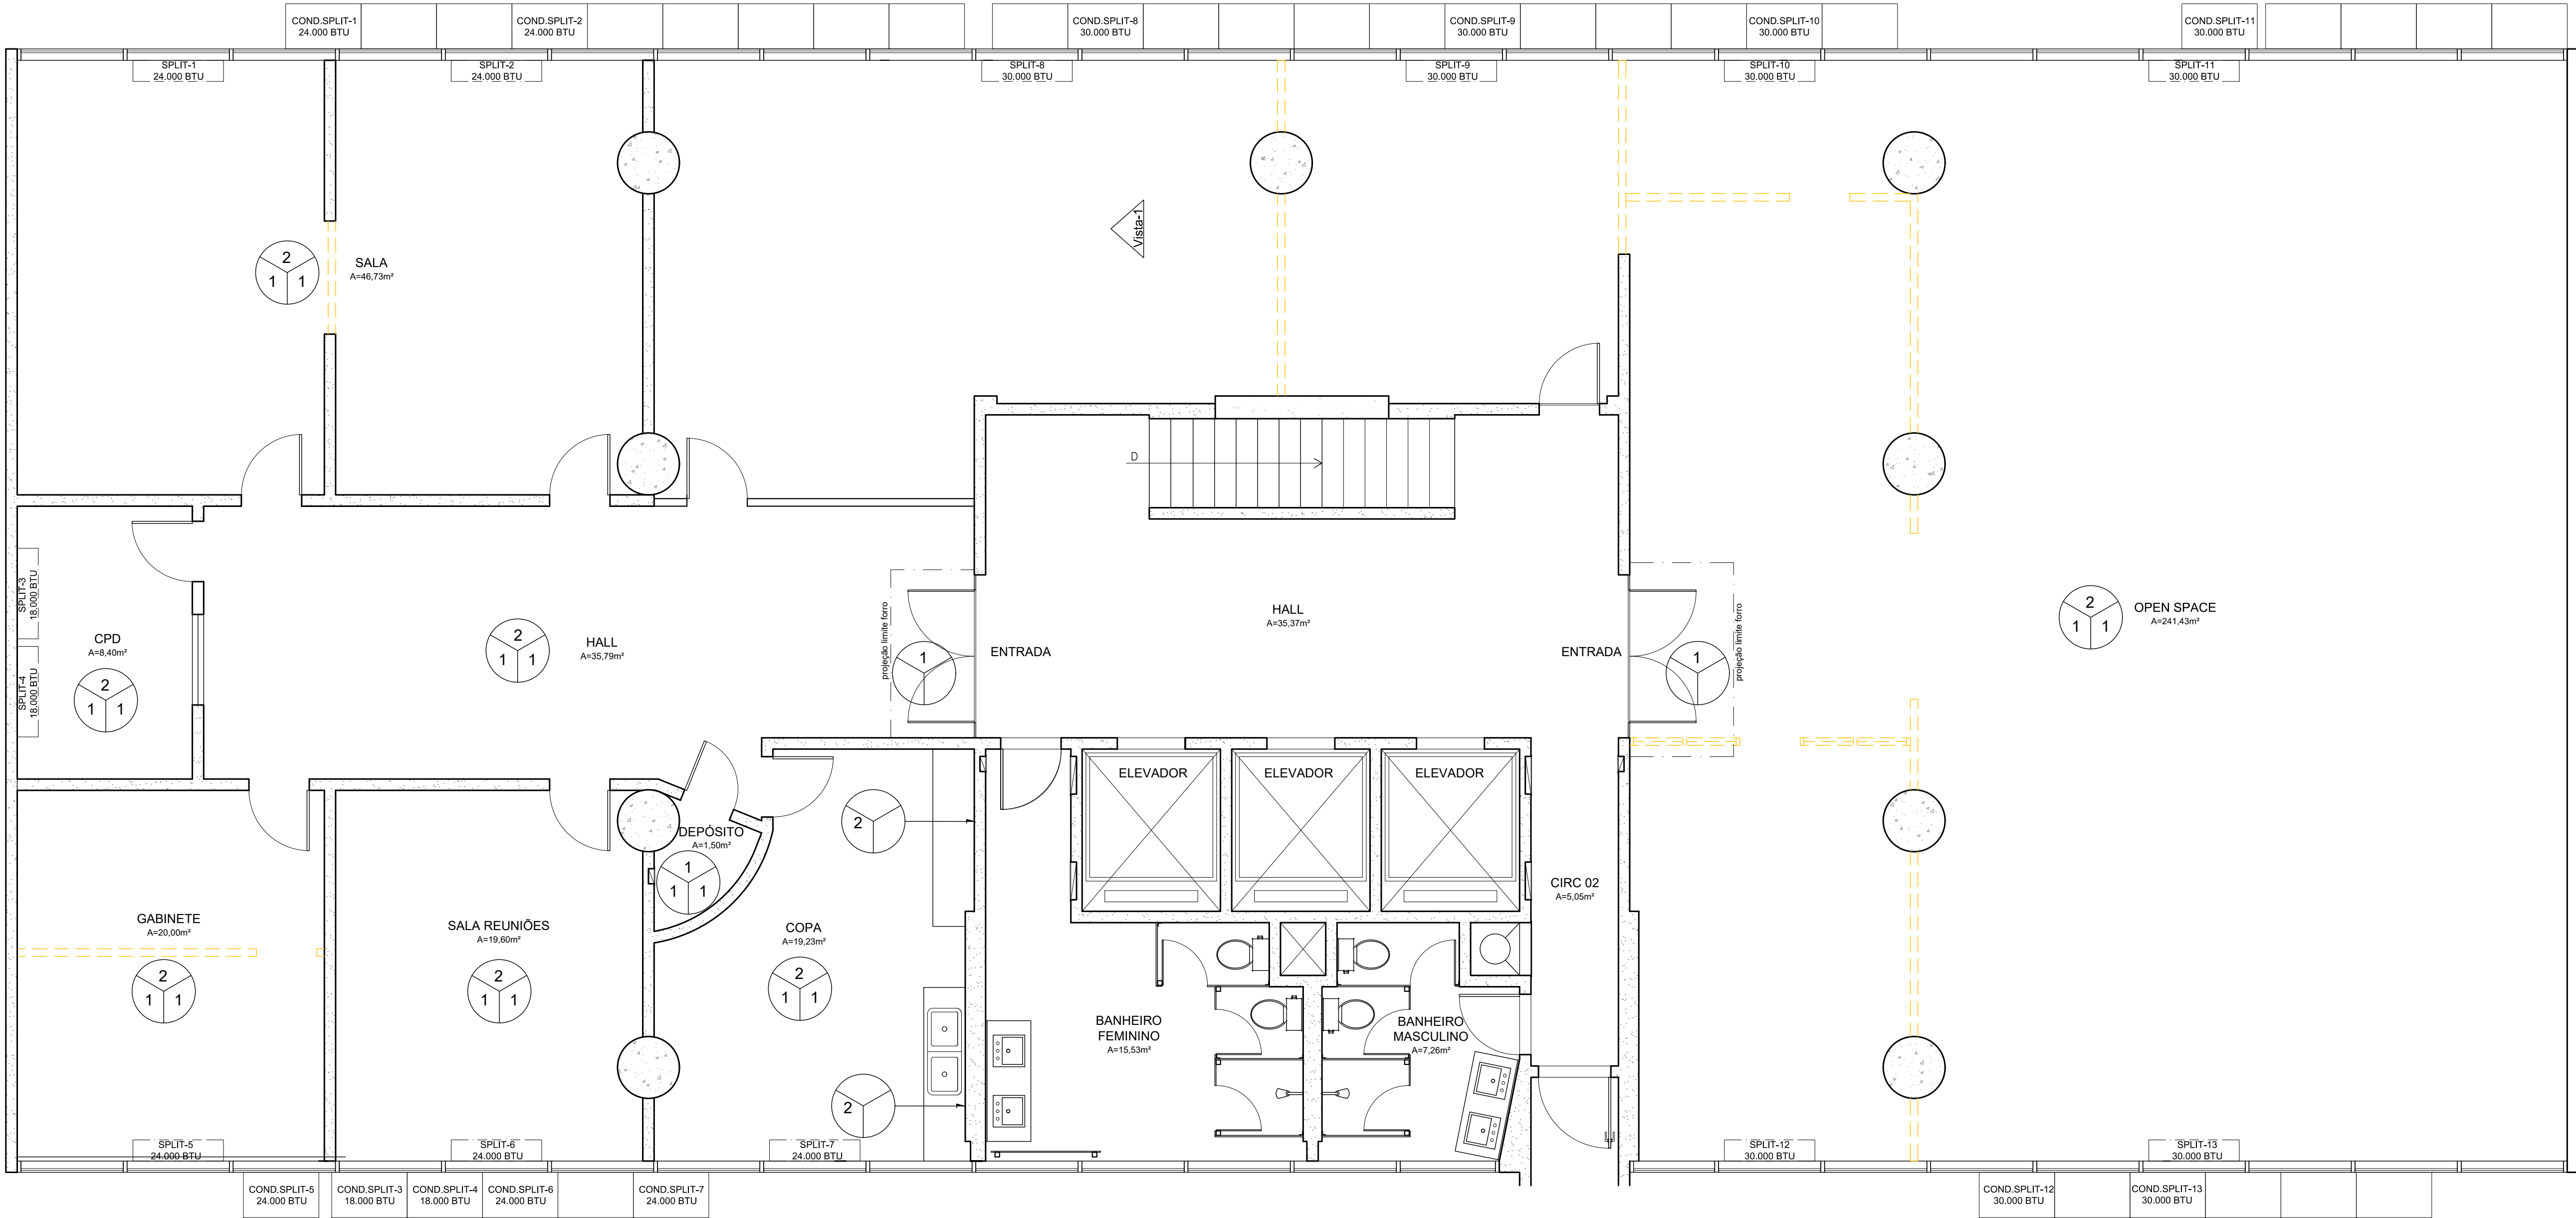 COND.SPLIT-1
24.000 BTU
COND.SPLIT-2
24.000 BTU
COND.SPLIT-8
30.000 BTU
COND.SPLIT-9
30.000 BTU
COND.SPLIT-10
30.000 BTU
COND.SPLIT-11
30.000 BTU
SPLIT-1
24.000 BTU
SPLIT-2
24.000 BTU
SPLIT-8
30.000 BTU
SPLIT-9
30.000 BTU
SPLIT-10
30.000 BTU
SPLIT-11
30.000 BTU
Vista-1
2
1 1
SALA
A=46,73m²
D
SPLIT-3
18.000 BTU
SPLIT-4
18.000 BTU
CPD
A=8,40m²
2
1 1
2
1 1
HALL
A=35,79m²
projeção limite forro
1
ENTRADA
HALL
A=35,37m²
ENTRADA
1
projeção limite forro
2
1 1
OPEN SPACE
A=241,43m²
ELEVADOR
ELEVADOR
ELEVADOR
DEPÓSITO
A=1,50m²
1
1 1
2
GABINETE
A=20,00m²
2
1 1
SALA REUNIÕES
A=19,60m²
2
1 1
COPA
A=19,23m²
2
1 1
2
CIRC 02
A=5,05m²
BANHEIRO
FEMININO
A=15,53m²
BANHEIRO
MASCULINO
A=7,26m²
SPLIT-5
24.000 BTU
SPLIT-6
24.000 BTU
SPLIT-7
24.000 BTU
SPLIT-12
30.000 BTU
SPLIT-13
30.000 BTU
COND.SPLIT-5
24.000 BTU
COND.SPLIT-3
18.000 BTU
COND.SPLIT-4
18.000 BTU
COND.SPLIT-6
24.000 BTU
COND.SPLIT-7
24.000 BTU
COND.SPLIT-12
30.000 BTU
COND.SPLIT-13
30.000 BTU